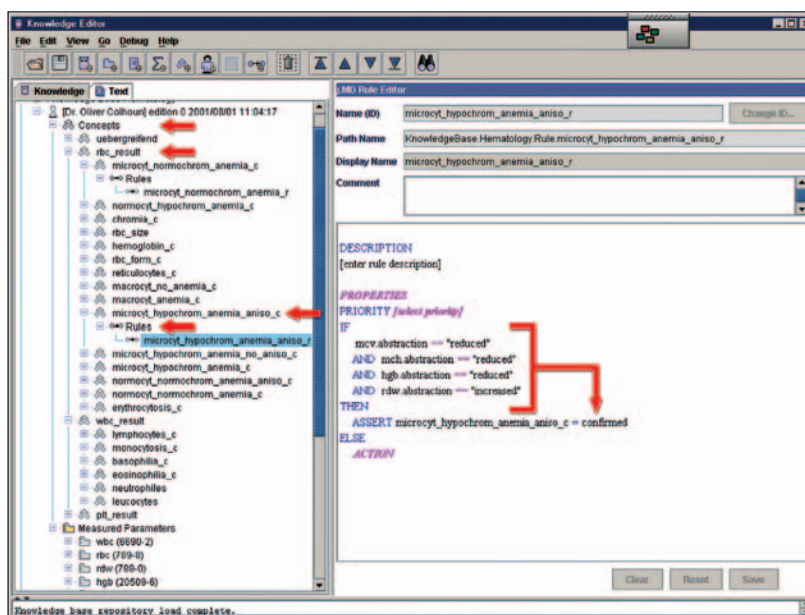 Knowledge Editor
File Edit View Go Debug Help
Knowledge Text
[Dr. Oliver Colhoun] edition 0 2001/08/01 11:04:17
Concepts
uebergreifend
rbc_result
microcyt_normochrom_anemia_c
Rules
microcyt_normochrom_anemia_r
normocyt_hypochrom_anemia_c
chromia_c
rbc_size
hemoglobin_c
rbc_form_c
reticulocytes_c
macrocyt_no_anemia_c
macrocyt_anemia_c
microcyt_hypochrom_anemia_aniso_c
Rules
microcyt_hypochrom_anemia_aniso_r
microcyt_hypochrom_anemia_no_aniso_c
microcyt_hypochrom_anemia_c
normocyt_normochrom_anemia_aniso_c
normocyt_normochrom_anemia_c
erythrocytosis_c
wbc_result
lymphocytes_c
monocytosis_c
basophilia_c
eosinophilia_c
neutrophiles
leucocytes
plt_result
Measured Parameters
wbc (6690-2)
rbc (789-8)
rdw (788-0)
hgb (20509-6)
LMD Rule Editor
Name (ID) microcyt_hypochrom_anemia_aniso_r Change ID...
Path Name KnowledgeBase.Hematology.Rule.microcyt_hypochrom_anemia_aniso_r
Display Name microcyt_hypochrom_anemia_aniso_r
Comment
DESCRIPTION
[enter rule description]
PROPERTIES
PRIORITY [select priority]
IF
mcv.abstraction == "reduced"
AND mch.abstraction == "reduced"
AND hgb.abstraction == "reduced"
AND rdw.abstraction == "increased"
THEN
ASSERT microcyt_hypochrom_anemia_aniso_c = confirmed
ELSE
ACTION
Clear Reset Save
Knowledge base repository load complete.